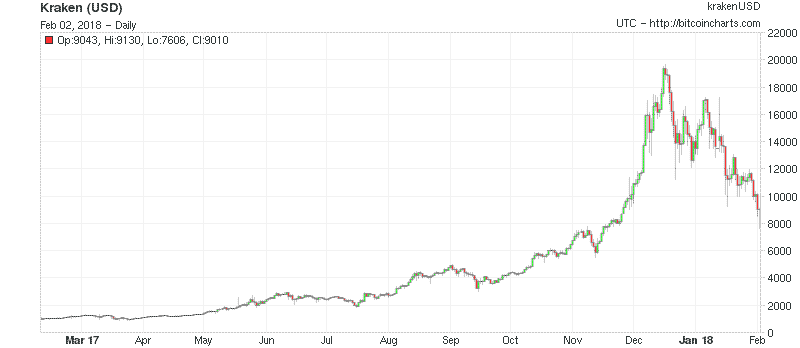 Kraken (USD)
krakenUSD
Feb 02, 2018 – Daily
UTC – http://bitcoincharts.com
Op:9043, Hi:9130, Lo:7606, Cl:9010
22000
20000
18000
16000
14000
12000
10000
8000
6000
4000
2000
0
Mar 17 Apr May Jun Jul Aug Sep Oct Nov Dec Jan 18 Feb